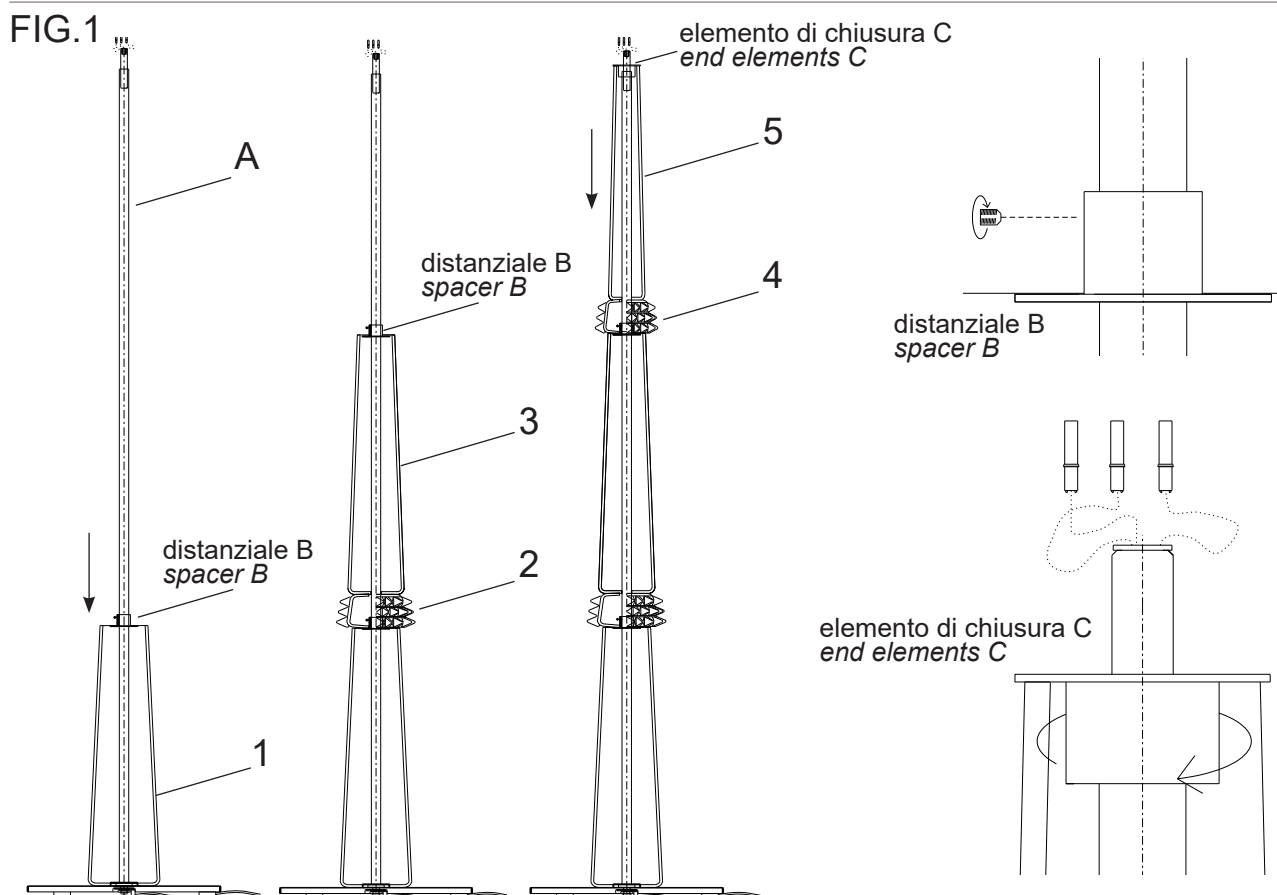 FIG.1
elemento di chiusura C
end elements C
5
A
distanziale B
spacer B
4
distanziale B
spacer B
3
distanziale B
spacer B
2
1
elemento di chiusura C
end elements C